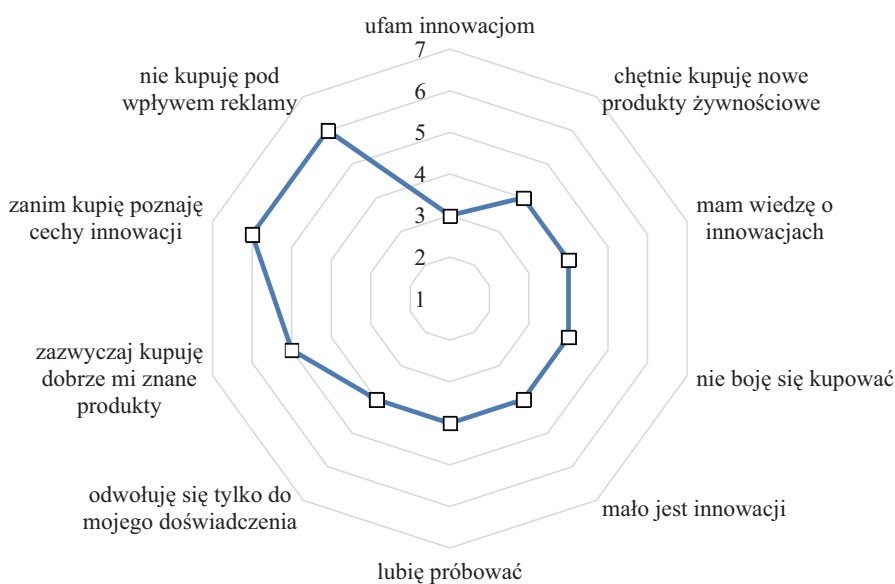 ufam innowacjom
chętnie kupuję nowe
produkty żywnościowe
mam wiedzę o
innowacjach
nie boję się kupować
mało jest innowacji
lubię próbować
odwołuję się tylko do
mojego doświadczenia
zazwyczaj kupuję
dobrze mi znane
produkty
zanim kupię poznaję
cechy innowacji
nie kupuję pod
wpływem reklamy
7
6
5
4
3
2
1